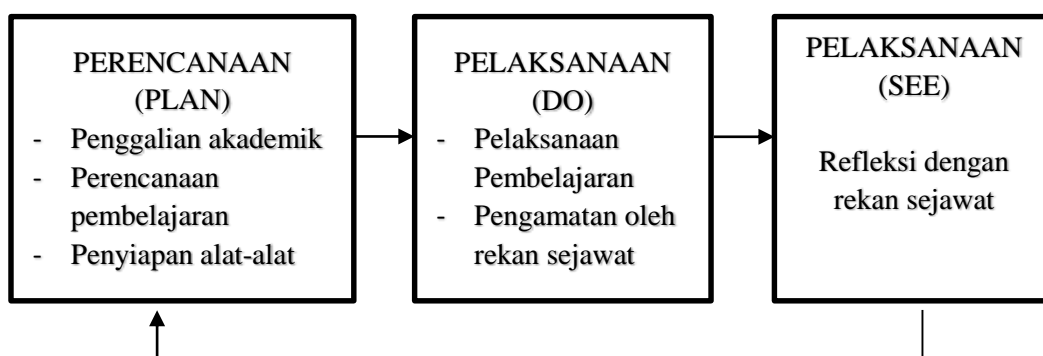 PERENCANAAN
(PLAN)
- Penggalian akademik
- Perencanaan
pembelajaran
- Penyiapan alat-alat
PELAKSANAAN
(DO)
- Pelaksanaan
Pembelajaran
- Pengamatan oleh
rekan sejawat
PELAKSANAAN
(SEE)
Refleksi dengan
rekan sejawat